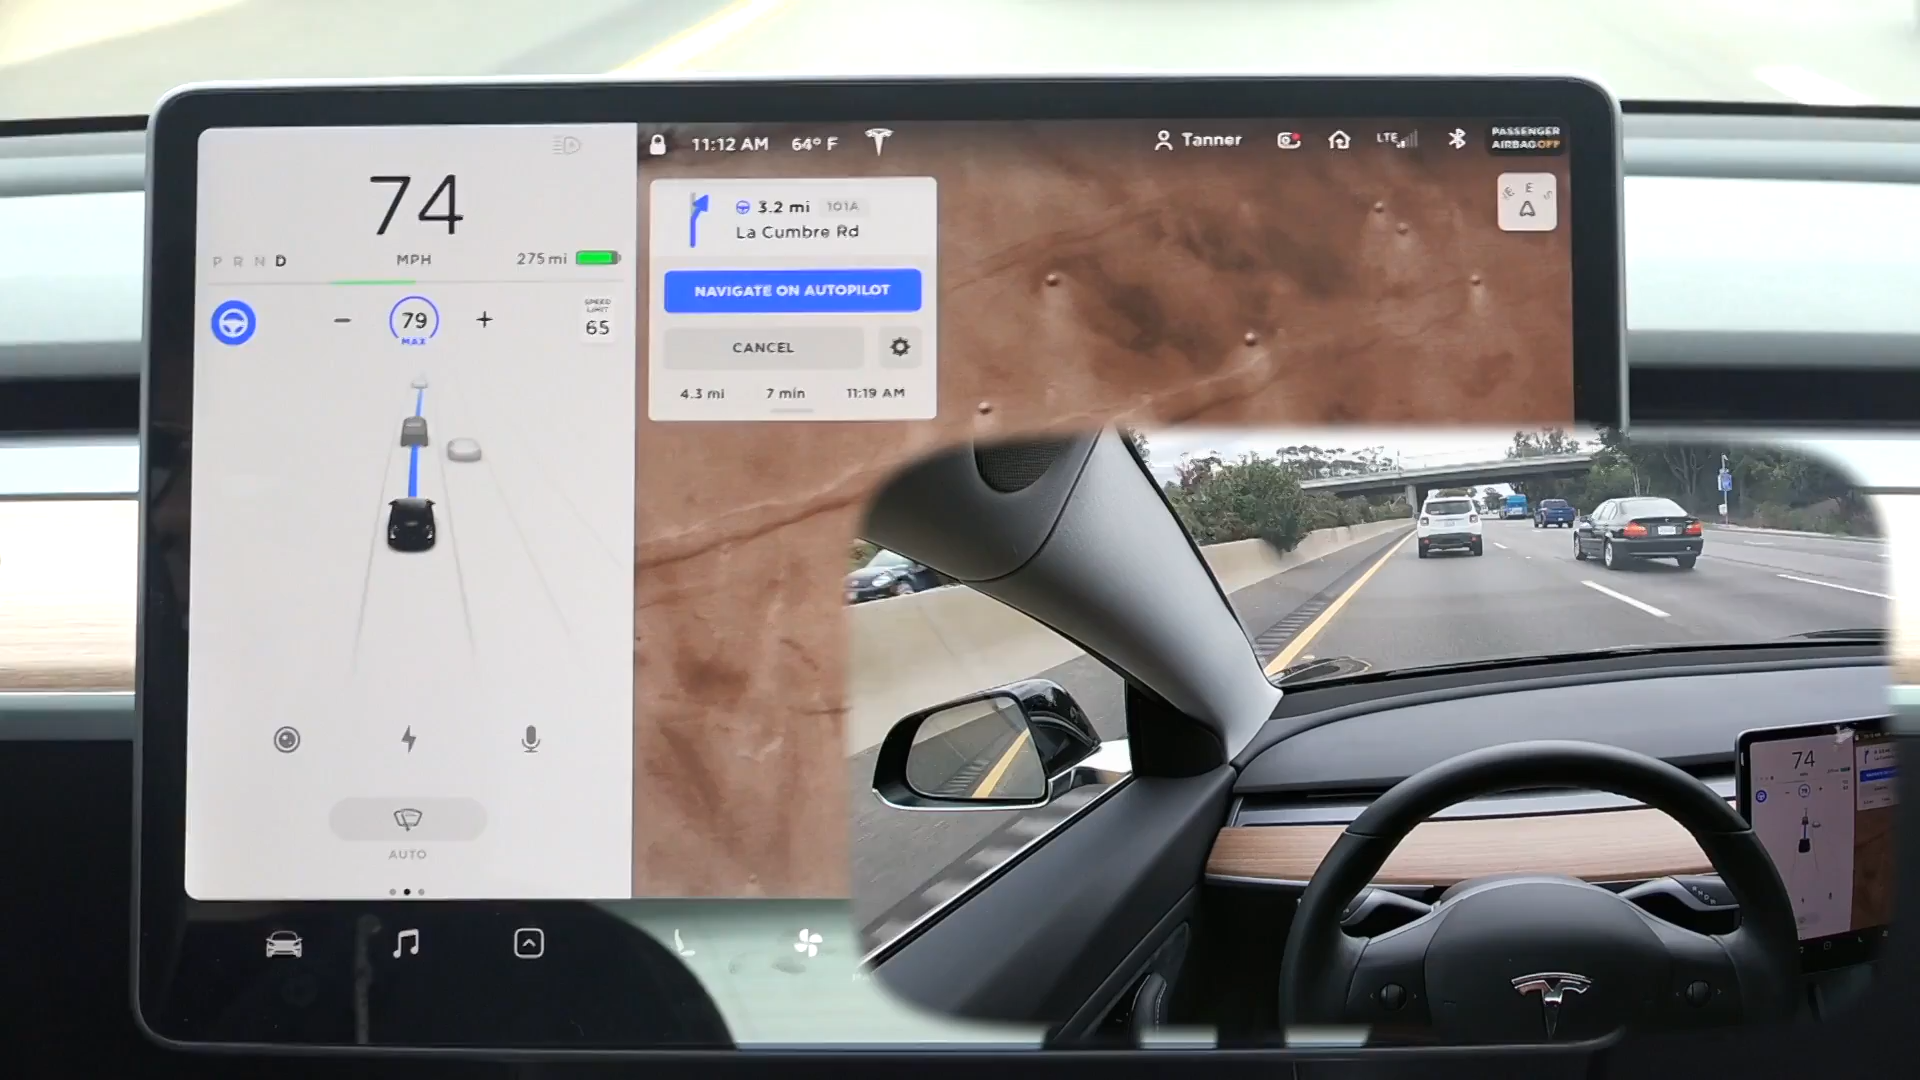 74
P R N D
MPH
275 mi
79
MAX
SPEED
LIMIT
65
AUTO
11:12 AM 64° F
Tanner
LTE
PASSENGER
AIRBAG OFF
3.2 mi 101A
La Cumbre Rd
NAVIGATE ON AUTOPILOT
CANCEL
4.3 mi 7 min 11:19 AM
E
S
74
79